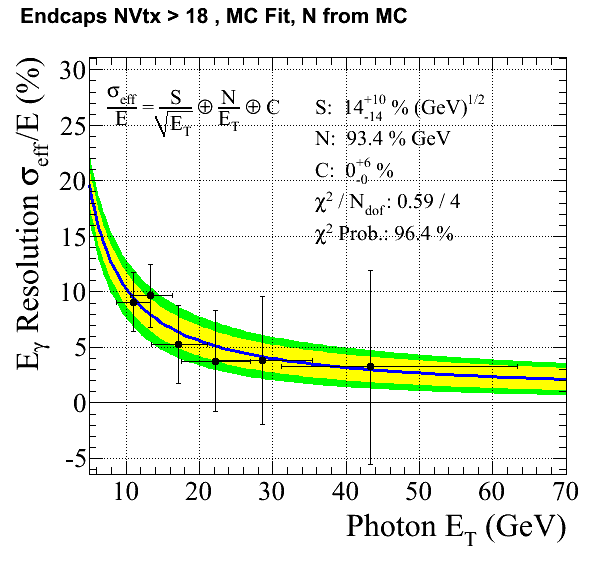 Endcaps NVtx > 18 , MC Fit, N from MC
Eγ Resolution σeff/E (%)
30
25
20
15
10
5
0
-5
σeff/E = S/√ET ⊕ N/ET ⊕ C
S: 14 +10 -14 % (GeV)1/2
N: 93.4 % GeV
C: 0 +6 -0 %
χ2 / Ndof : 0.59 / 4
χ2 Prob.: 96.4 %
10 20 30 40 50 60 70
Photon ET (GeV)